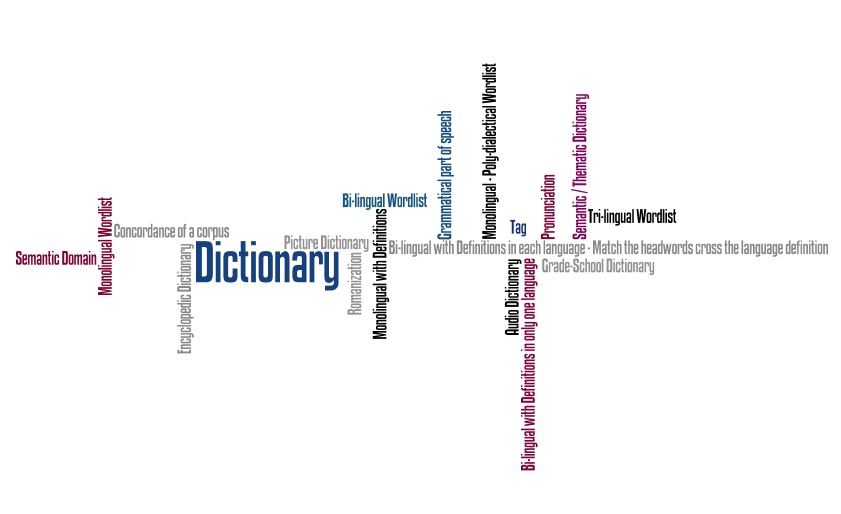 Semantic Domain
Monolingual Wordlist
Concordance of a corpus
Encyclopedic Dictionary
Dictionary
Picture Dictionary
Romanization
Bi-lingual Wordlist
Monolingual with Definitions
Grammatical part of speech
Bi-lingual with Definitions in each language - Match the headwords cross the language definition
Monolingual - Poly-dialectical Wordlist
Tag
Audio Dictionary
Bi-lingual with Definitions in only one language
Pronunciation
Grade-School Dictionary
Semantic / Thematic Dictionary
Tri-lingual Wordlist